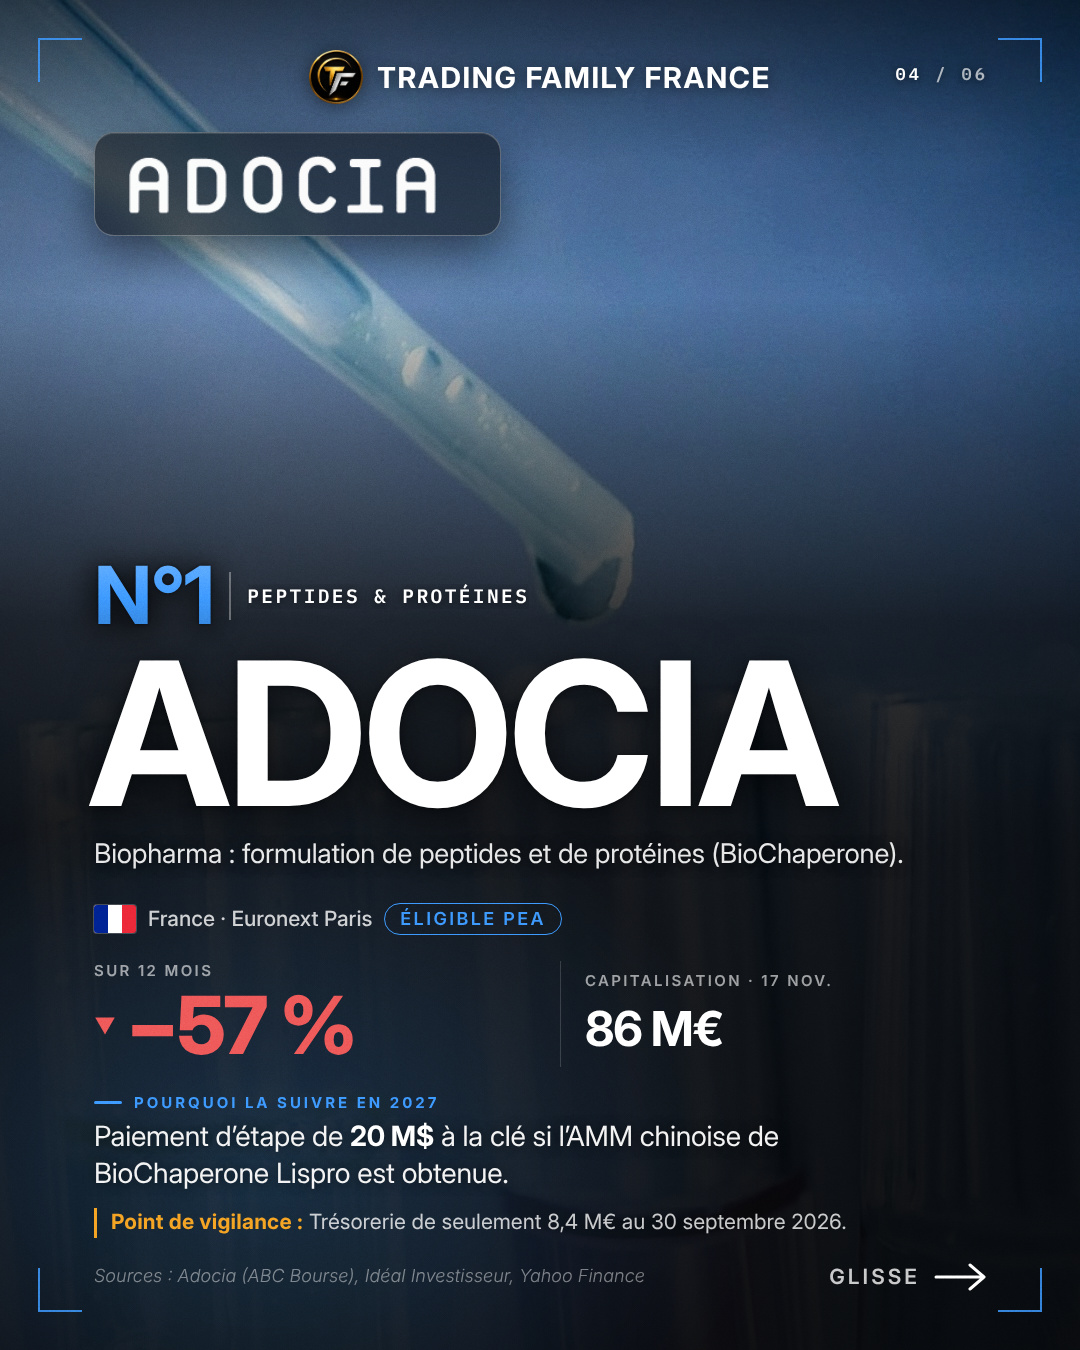 TRADING FAMILY FRANCE
04 / 06
ADOCIA
N°1
PEPTIDES & PROTÉINES
ADOCIA
Biopharma : formulation de peptides et de protéines (BioChaperone).
France · Euronext Paris
ÉLIGIBLE PEA
SUR 12 MOIS
–57 %
CAPITALISATION · 17 NOV.
86 M€
POURQUOI LA SUIVRE EN 2027
Paiement d’étape de 20 M$ à la clé si l’AMM chinoise de
BioChaperone Lispro est obtenue.
Point de vigilance : Trésorerie de seulement 8,4 M€ au 30 septembre 2026.
Sources : Adocia (ABC Bourse), Idéal Investisseur, Yahoo Finance
GLISSE